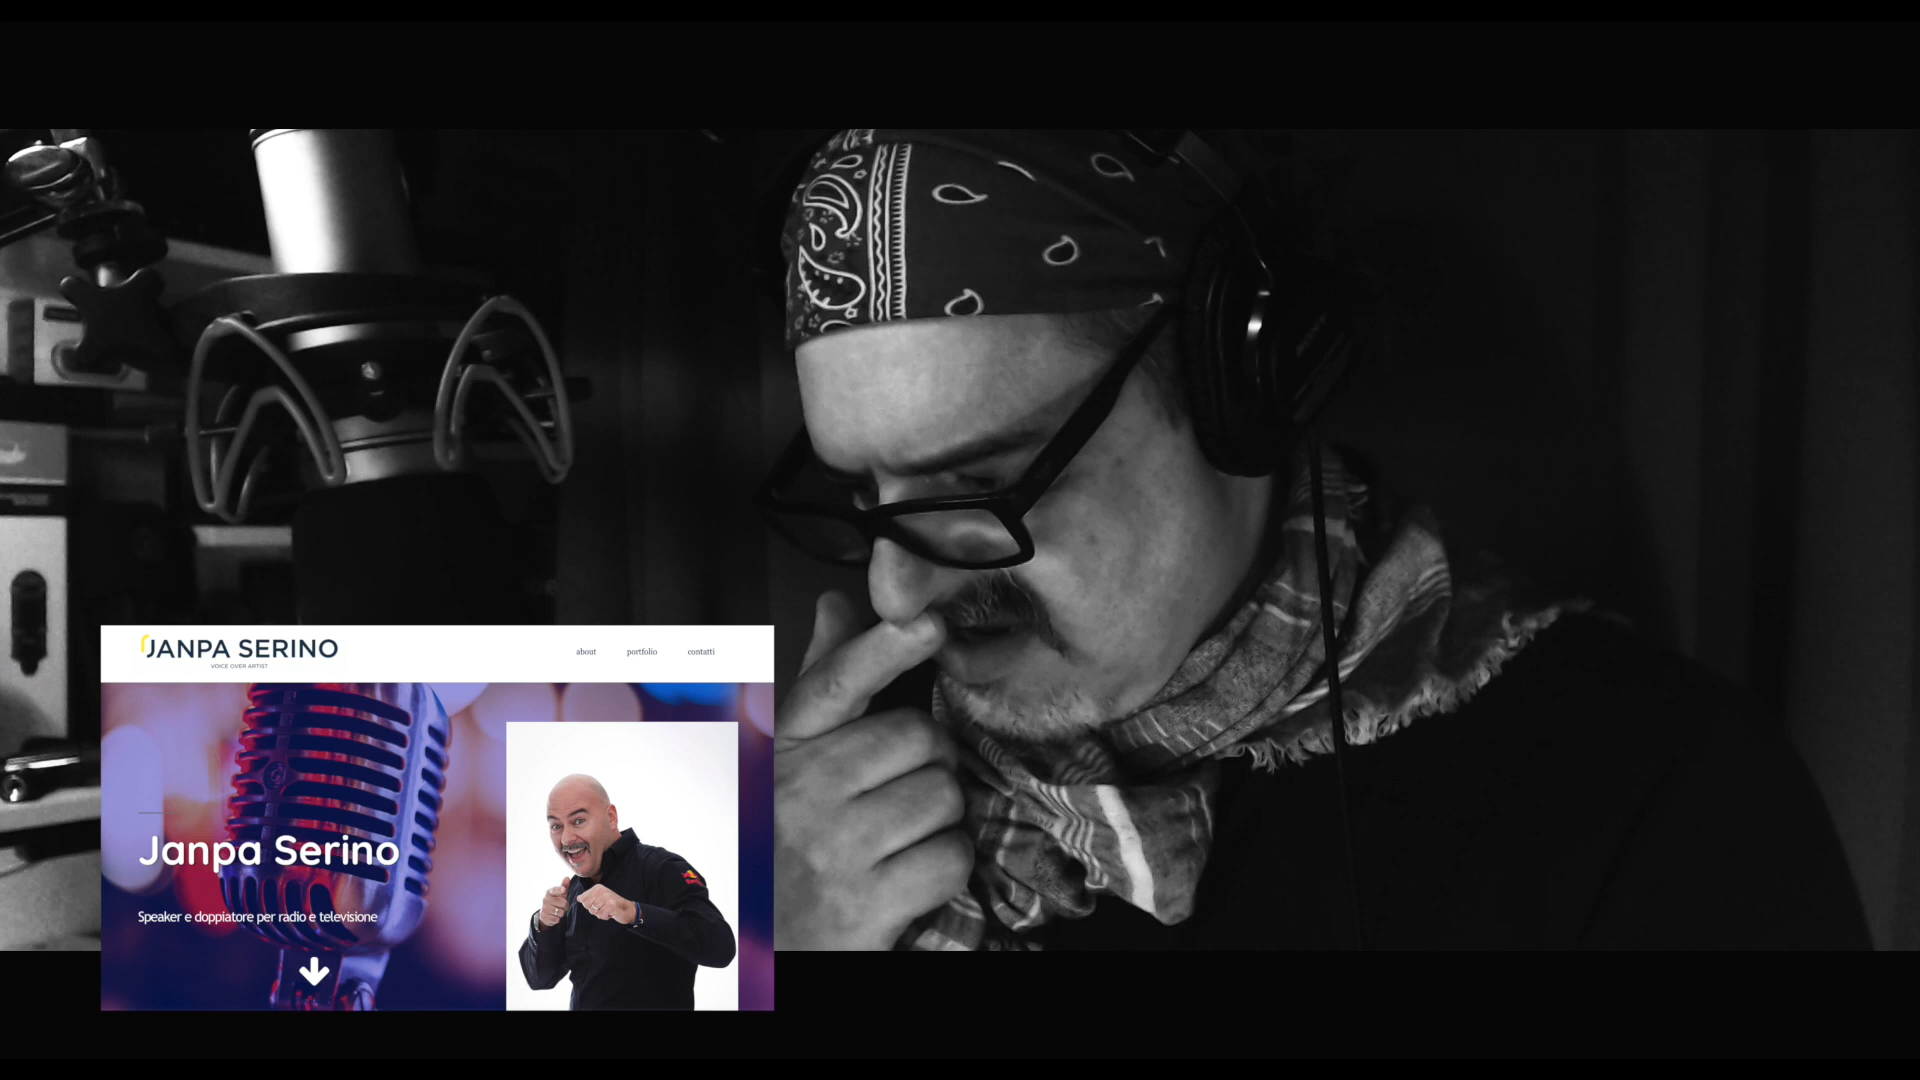 JANPA SERINO
VOICE OVER ARTIST
about portfolio contatti
Janpa Serino
Speaker e doppiatore per radio e televisione